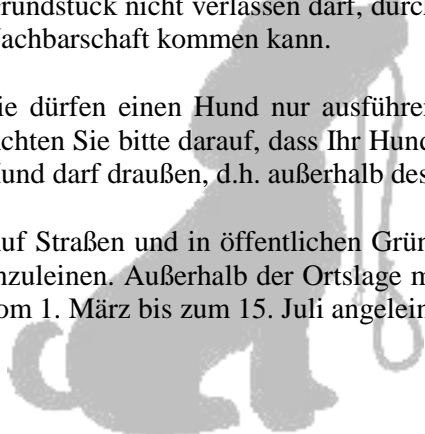 rundstück nicht verlassen darf, durch
achbarschaft kommen kann.
ie dürfen einen Hund nur ausführen
chten Sie bitte darauf, dass Ihr Hund
und darf draußen, d.h. außerhalb des
uf Straßen und in öffentlichen Grün
nzuleinen. Außerhalb der Ortslage m
om 1. März bis zum 15. Juli angelein